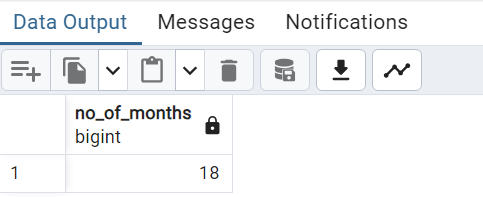 Data Output Messages Notifications
no_of_months
bigint
1 18